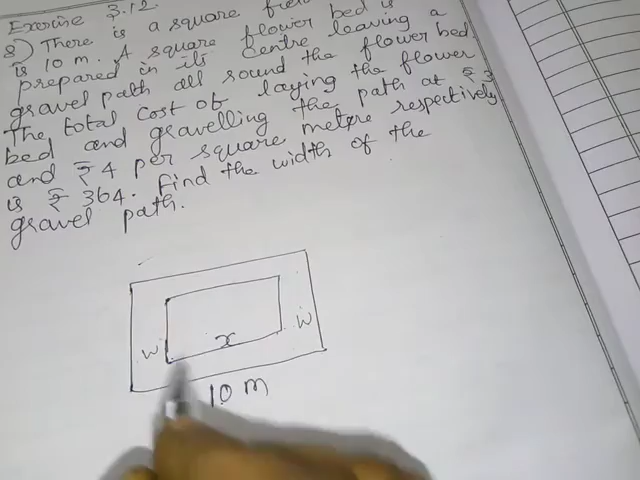 Exercise 3.12
8) There is a square field
is 10 m. A square flower bed is
prepared in its centre leaving a
gravel path all sound the flower bed
The total cost of laying the flower
bed and gravelling the path at ₹ 3
and ₹ 4 per square metre respectively
is ₹ 364. Find the width of the
gravel path.
W x W
10 m